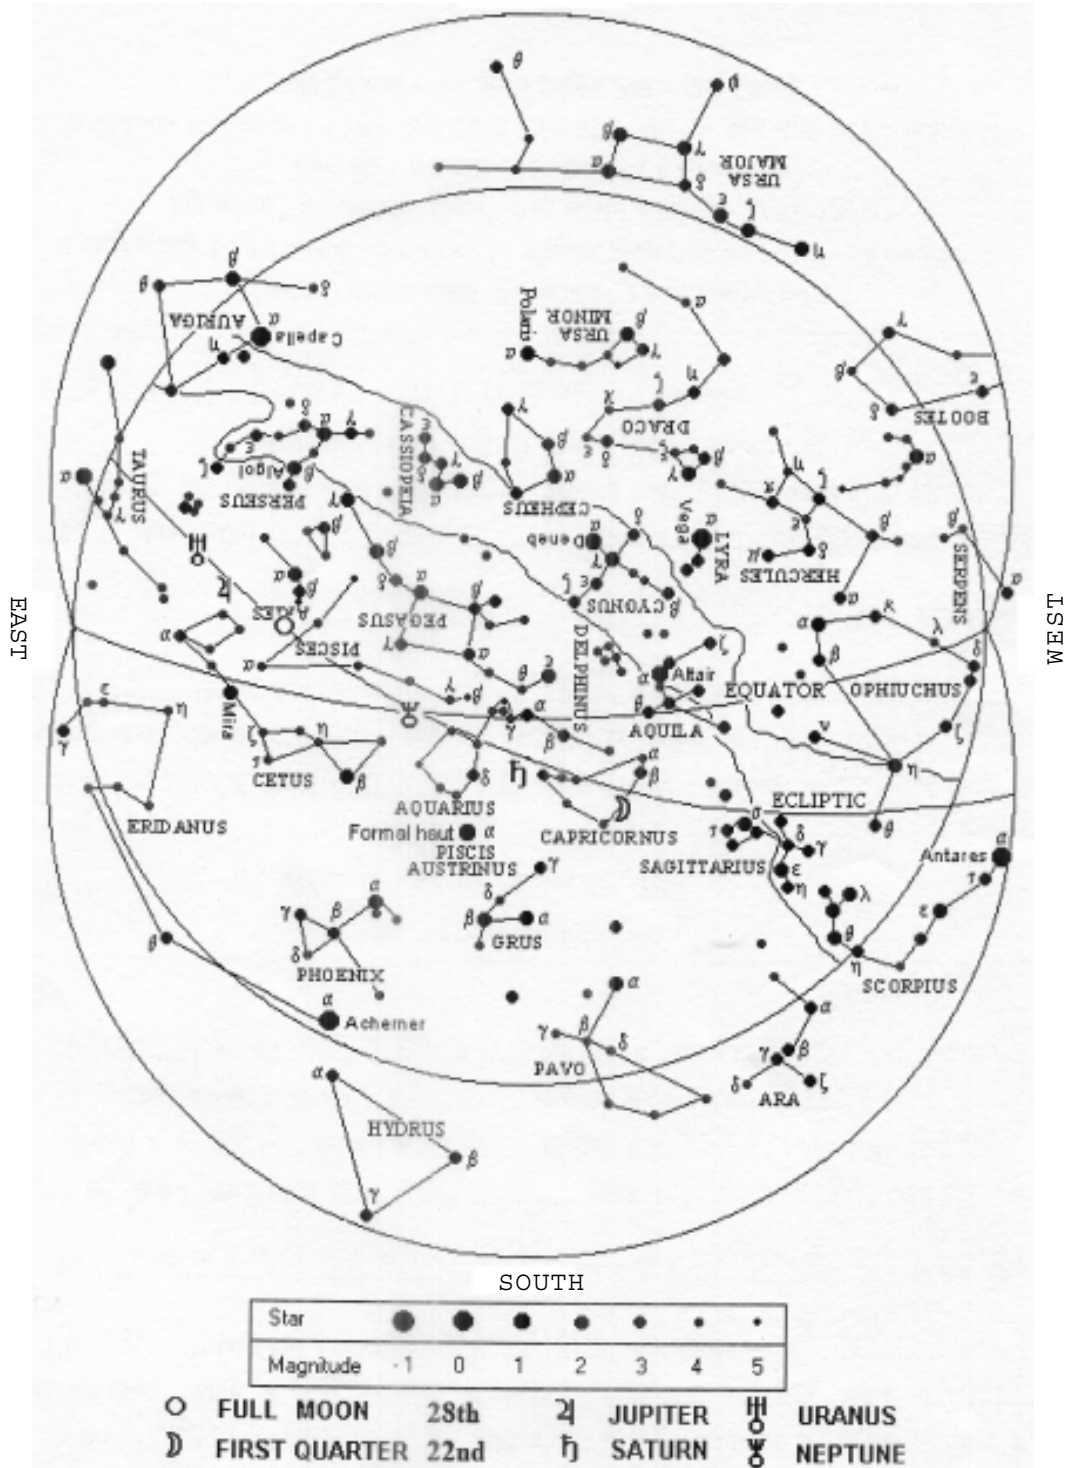 θ
β
β
γ
α
δ
URSA
MAJOR
ε
ζ
η
β
θ
δ
AURIGA
α
Capella
η
Polaris
α
URSA
MINOR
β
γ
α
γ
β
ε
δ
BOOTES
η
ζ
DRACO
TAURUS
α
γ
δ
α
γ
ε
ζ
Algol
β
PERSEUS
CASSIOPEIA
ε
δ
γ
α
β
γ
β
α
CEPHEUS
δ
ε
β
γ
η
ζ
ε
δ
μ
HERCULES
β
α
α
β
SERPENS
α
γ
β
δ
α
PEGASUS
γ
β
β
α
β
ARIES
δ
α
Deneb
γ
ε
ζ
CYGNUS
β
α
LYRA
Vega
EAST
WEST
α
PISCES
α
γ
β
θ
ε
DELPHINUS
ζ
α
Altair
θ
AQUILA
EQUATOR
α
β
κ
λ
δ
OPHIUCHUS
ζ
ν
η
θ
ε
η
γ
ERIDANUS
Mira
ζ
τ
η
β
CETUS
γ
α
β
δ
AQUARIUS
α
β
CAPRICORNUS
ECLIPTIC
Formal haut
α
PISCIS
AUSTRINUS
σ
τ
δ
γ
ε
η
SAGITTARIUS
α
Antares
τ
ε
λ
θ
η
SCORPIUS
γ
δ
β
α
GRUS
α
β
γ
δ
PHOENIX
β
α
Acherner
α
γ
β
δ
PAVO
α
β
γ
δ
ζ
ARA
α
HYDRUS
β
γ
SOUTH
Star
Magnitude -1 0 1 2 3 4 5
FULL MOON 28th JUPITER URANUS
FIRST QUARTER 22nd SATURN NEPTUNE